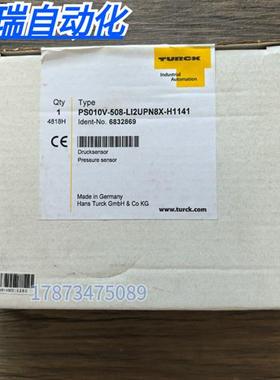 瑞自动化
TURCK
Industrial
Automation
Qty Type
1 PS010V-508-LI2UPN8X-H1141
4818H Ident-No. 6832869
CE
Drucksensor
Pressure sensor
Made in Germany
Hans Turck GmbH & Co KG
www.turck.com
17873475089